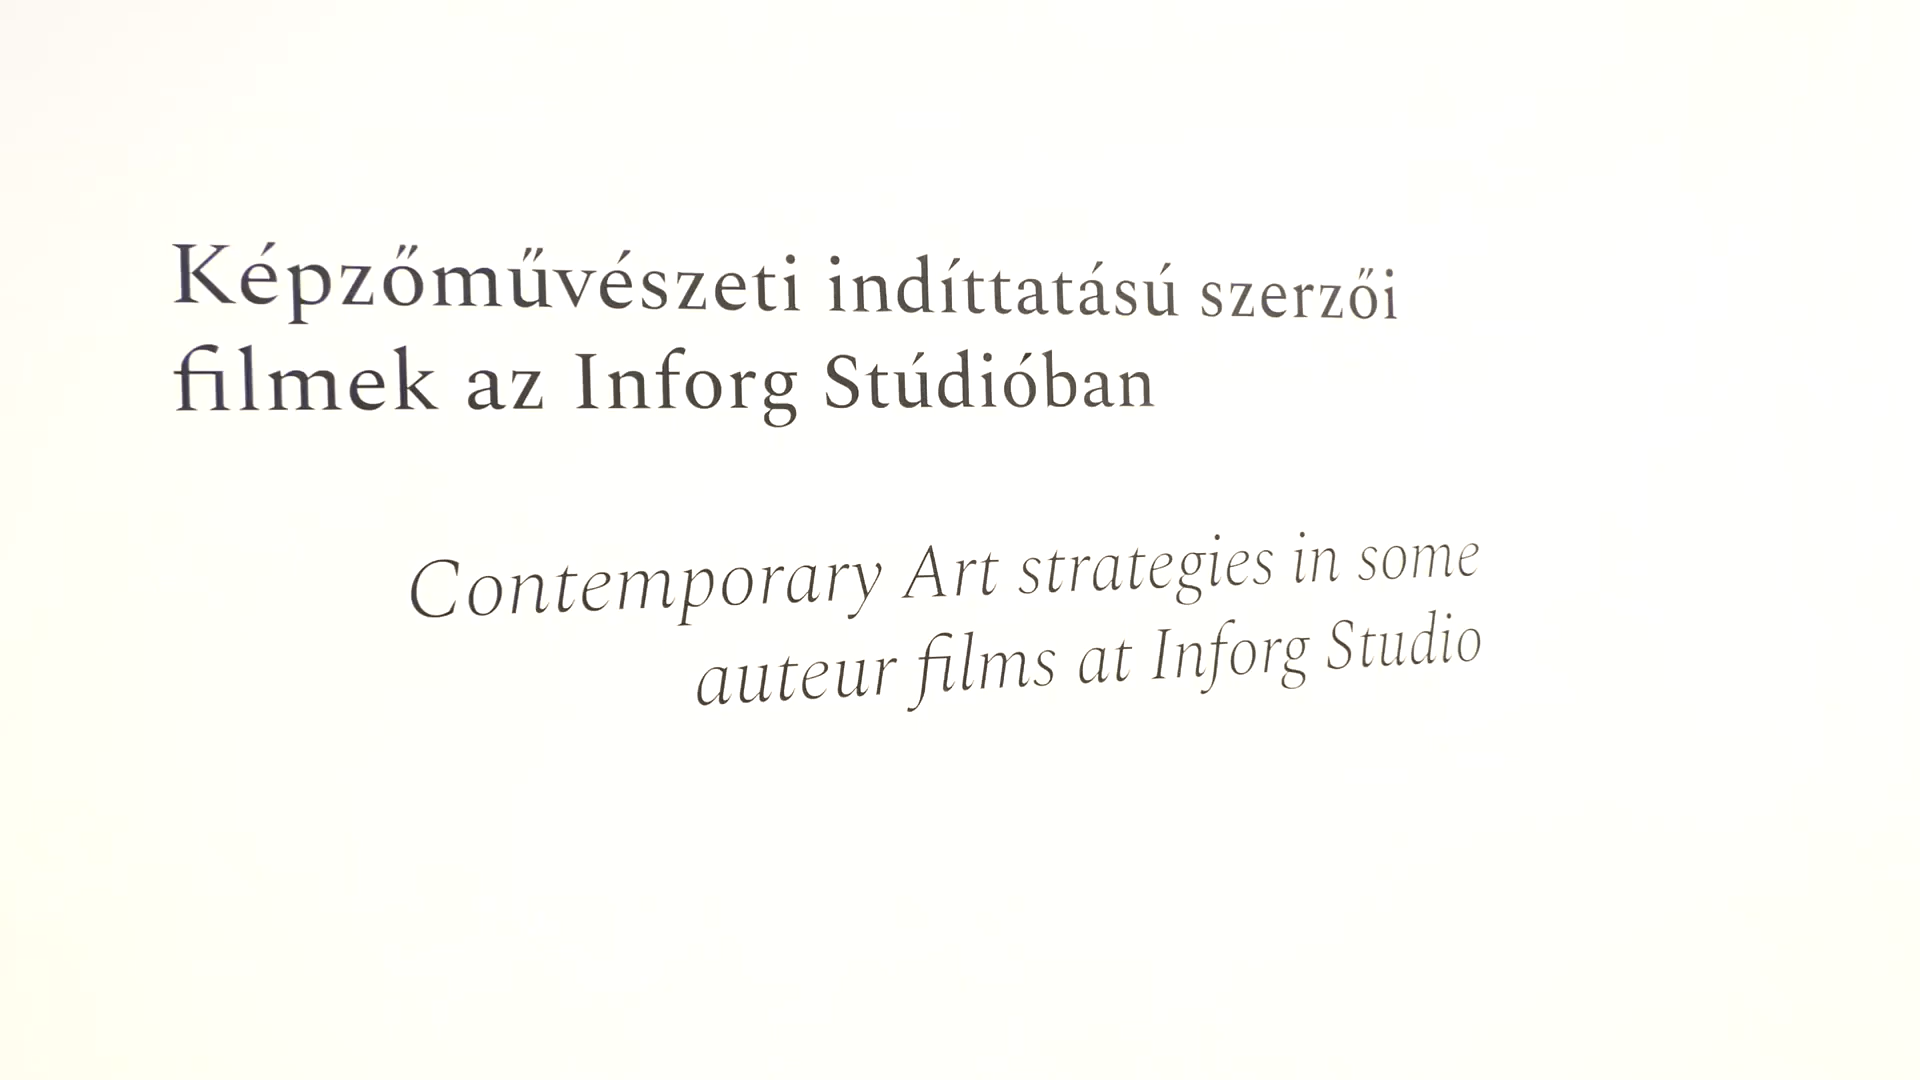 Képzőművészeti indíttatású szerzői
filmek az Inforg Stúdióban
Contemporary Art strategies in some
auteur films at Inforg Studio